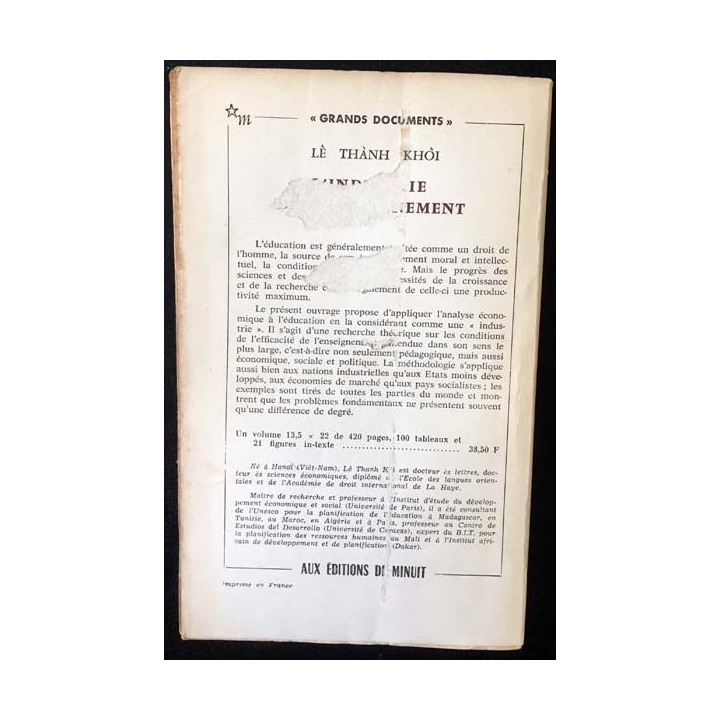 m
« GRANDS DOCUMENTS »
LÊ THÀNH KHÔI
L'INDUSTRIE
NEMENT
L'éducation est généralement comme un droit de
l'homme, la source de moral et intellec-
tuel, la condition Mais le progrès des
sciences et des de la croissance
et de la recherche de celle-ci une produc-
tivité maximum.
Le présent ouvrage propose d'appliquer l'analyse écono-
mique à l'éducation en la considérant comme une « indus-
trie ». Il s'agit d'une recherche théorique sur les conditions
de l'efficacité de l'enseignement, entendue dans son sens le
plus large, c'est-à-dire non seulement pédagogique, mais aussi
économique, sociale et politique. La méthodologie s'applique
aussi bien aux nations industrielles qu'aux Etats moins déve-
loppés, aux économies de marché qu'aux pays socialistes ; les
exemples sont tirés de toutes les parties du monde et mon-
trent que les problèmes fondamentaux ne présentent souvent
qu'une différence de degré.
Un volume 13,5 × 22 de 420 pages, 100 tableaux et
21 figures in-texte .............................. 38,50 F
Né à Hanoï (Viêt-Nam), Lê Thanh Khôi est docteur ès lettres, doc-
teur ès sciences économiques, diplômé de l'Ecole des langues orien-
tales et de l'Académie de droit international de La Haye.
Maître de recherche et professeur à l'Institut d'étude du dévelop-
pement économique et social (Université de Paris), il a été consultant
de l'Unesco pour la planification de l'éducation à Madagascar, en
Tunisie, au Maroc, en Algérie et à Paris, professeur au Centro de
Estudios del Desarrollo (Université de Caracas), expert du B.I.T. pour
la planification des ressources humaines au Mali et à l'Institut afri-
cain de développement et de planification (Dakar).
AUX ÉDITIONS DE MINUIT
Imprimé en France